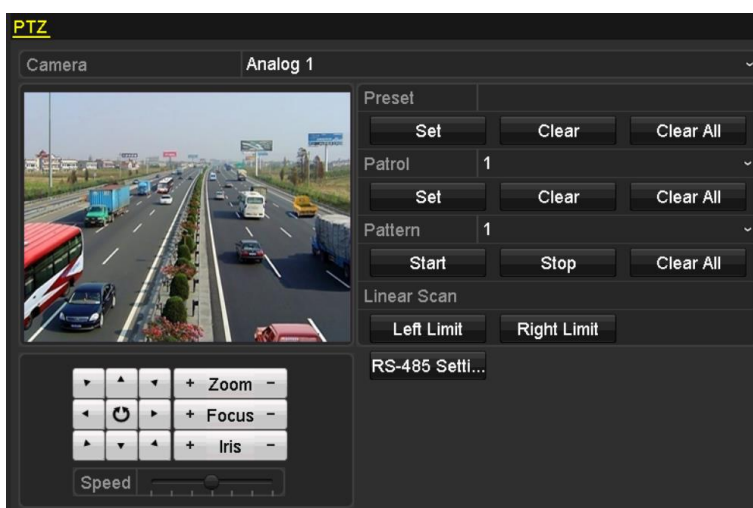 PTZ
Camera Analog 1
Preset
Set Clear Clear All
Patrol 1
Set Clear Clear All
Pattern 1
Start Stop Clear All
Linear Scan
Left Limit Right Limit
RS-485 Setti...
+ Zoom -
+ Focus -
+ Iris -
Speed